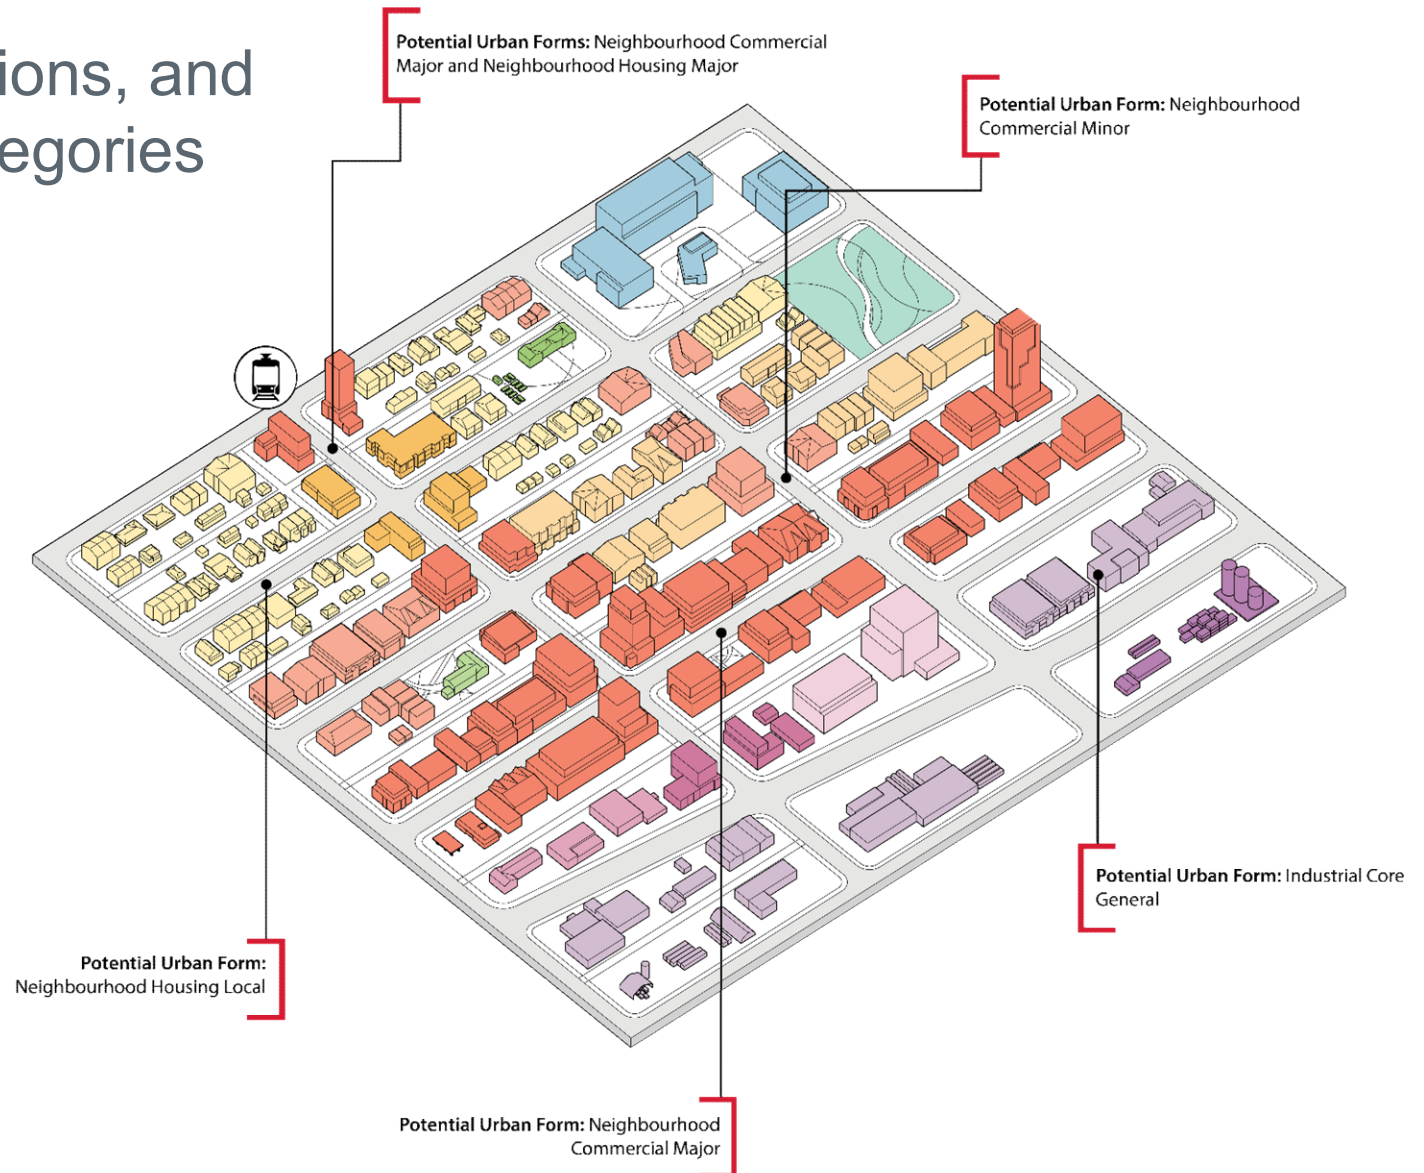 ions, and
egories
Potential Urban Forms: Neighbourhood Commercial
Major and Neighbourhood Housing Major
Potential Urban Form: Neighbourhood
Commercial Minor
Potential Urban Form: Industrial Core
General
Potential Urban Form:
Neighbourhood Housing Local
Potential Urban Form: Neighbourhood
Commercial Major